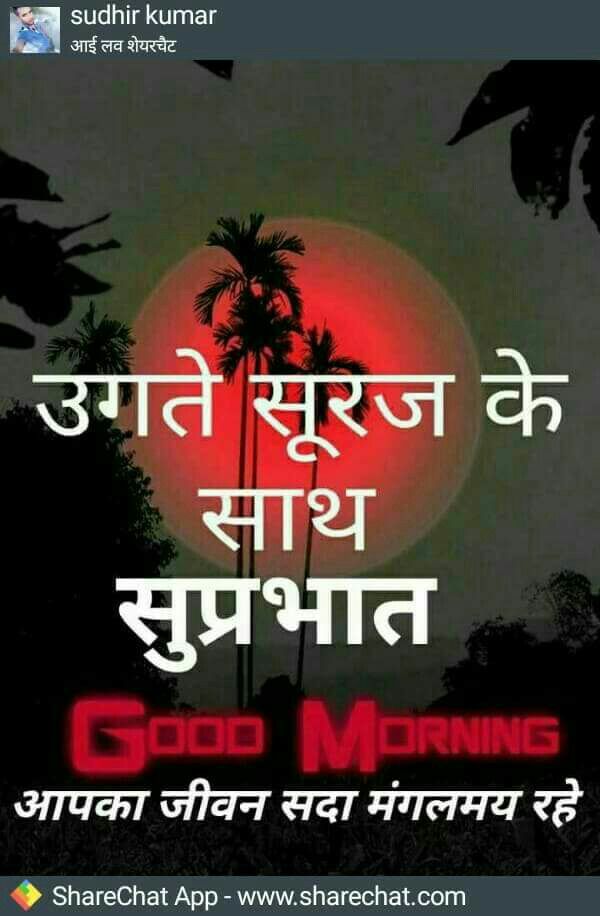 sudhir kumar
आई लव शेयरचैट
उगते सूरज के
साथ
सुप्रभात
GOOD MORNING
आपका जीवन सदा मंगलमय रहे
ShareChat App - www.sharechat.com